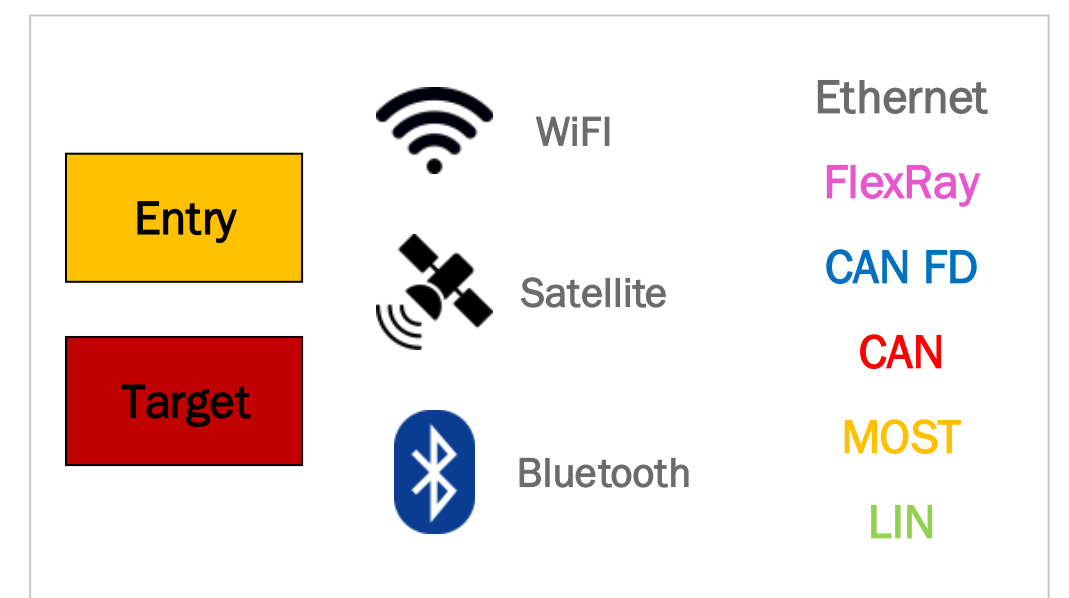 Entry
Target
WiFI
Satellite
Bluetooth
Ethernet
FlexRay
CAN FD
CAN
MOST
LIN